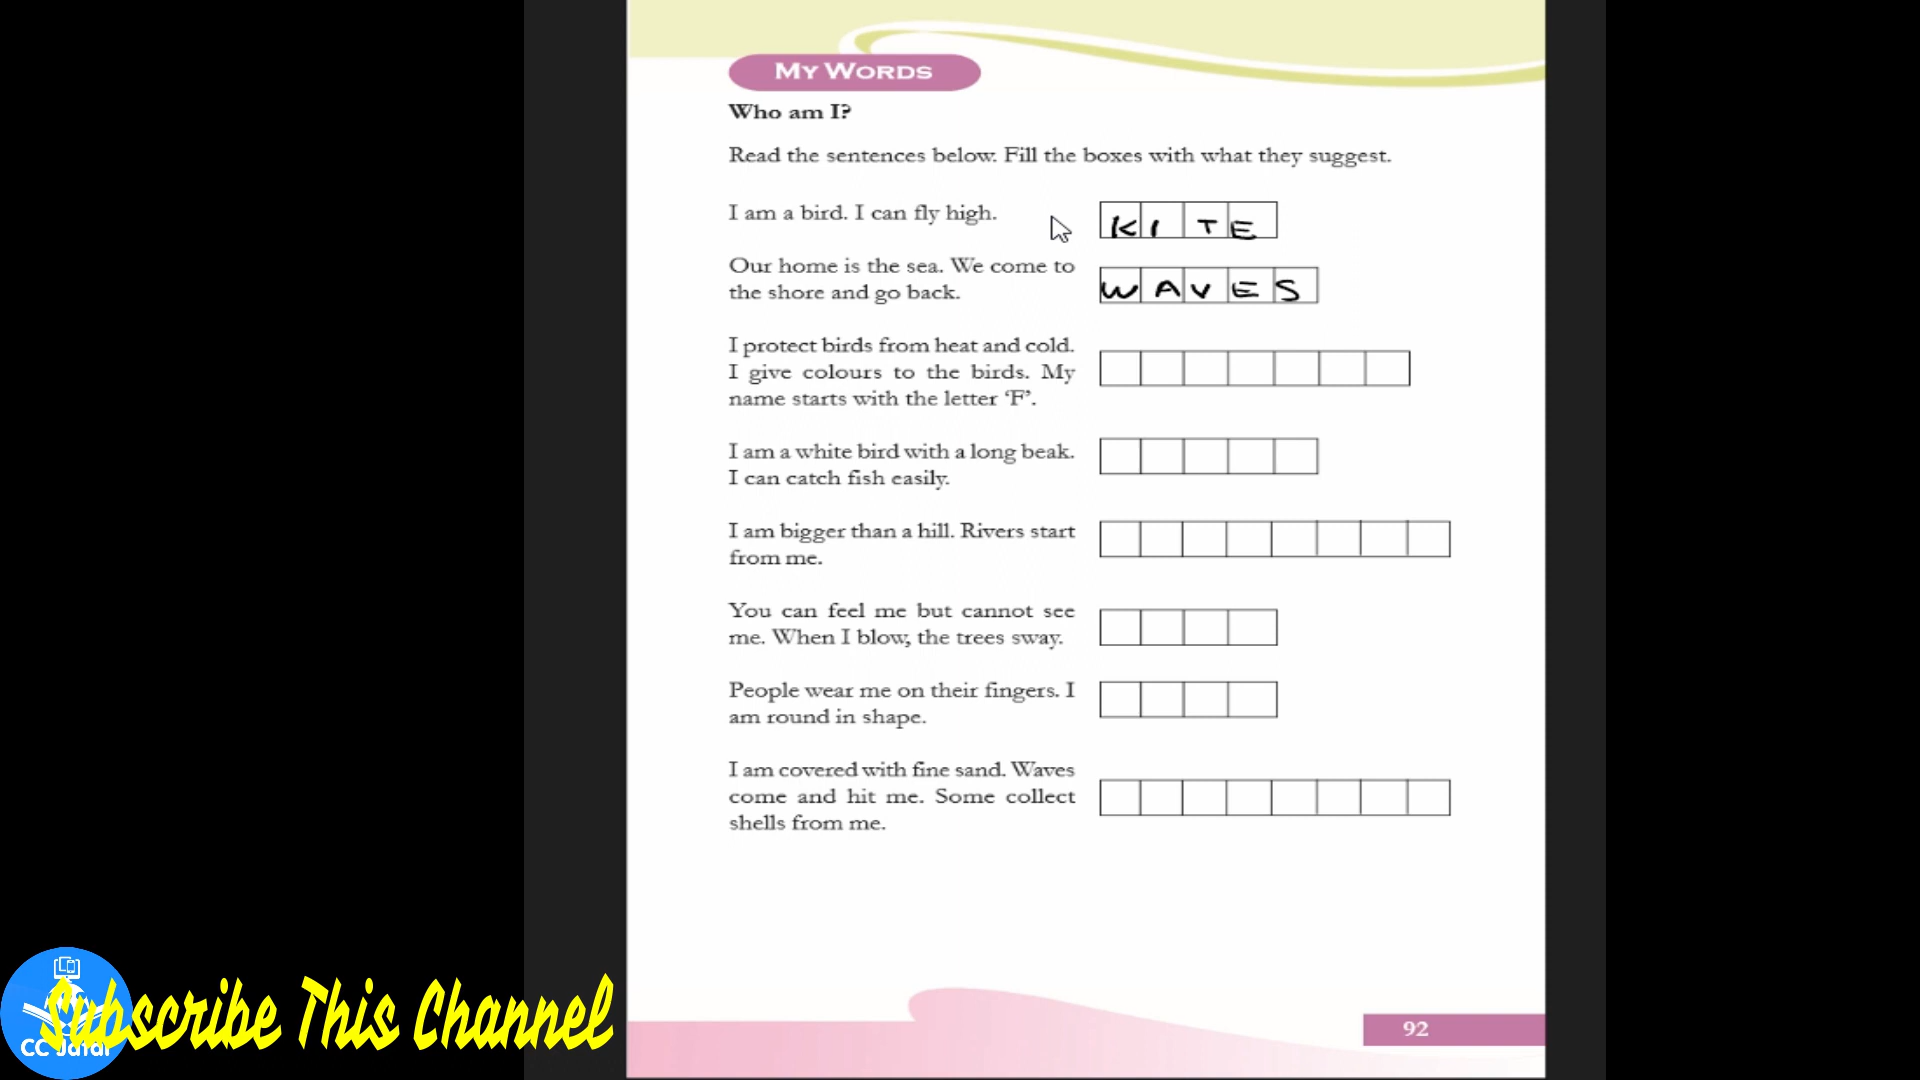 MY WORDS
Who am I?
Read the sentences below. Fill the boxes with what they suggest.
I am a bird. I can fly high.
KITE
Our home is the sea. We come to
the shore and go back.
WAVES
I protect birds from heat and cold.
I give colours to the birds. My
name starts with the letter ‘F’.
I am a white bird with a long beak.
I can catch fish easily.
I am bigger than a hill. Rivers start
from me.
You can feel me but cannot see
me. When I blow, the trees sway.
People wear me on their fingers. I
am round in shape.
I am covered with fine sand. Waves
come and hit me. Some collect
shells from me.
92
Subscribe This Channel
CC Jafar